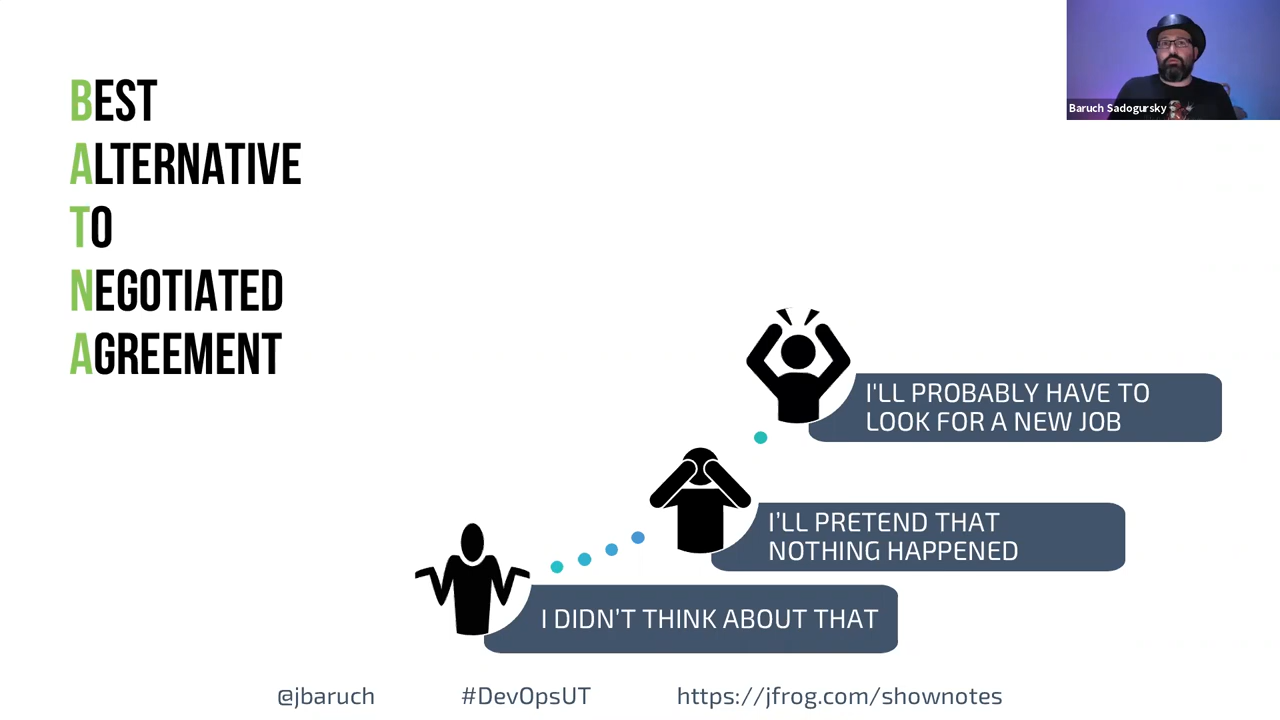 BEST
ALTERNATIVE
TO
NEGOTIATED
AGREEMENT
Baruch Sadogursky
I'LL PROBABLY HAVE TO
LOOK FOR A NEW JOB
I'LL PRETEND THAT
NOTHING HAPPENED
I DIDN'T THINK ABOUT THAT
@jbaruch
#DevOpsUT
https://jfrog.com/shownotes